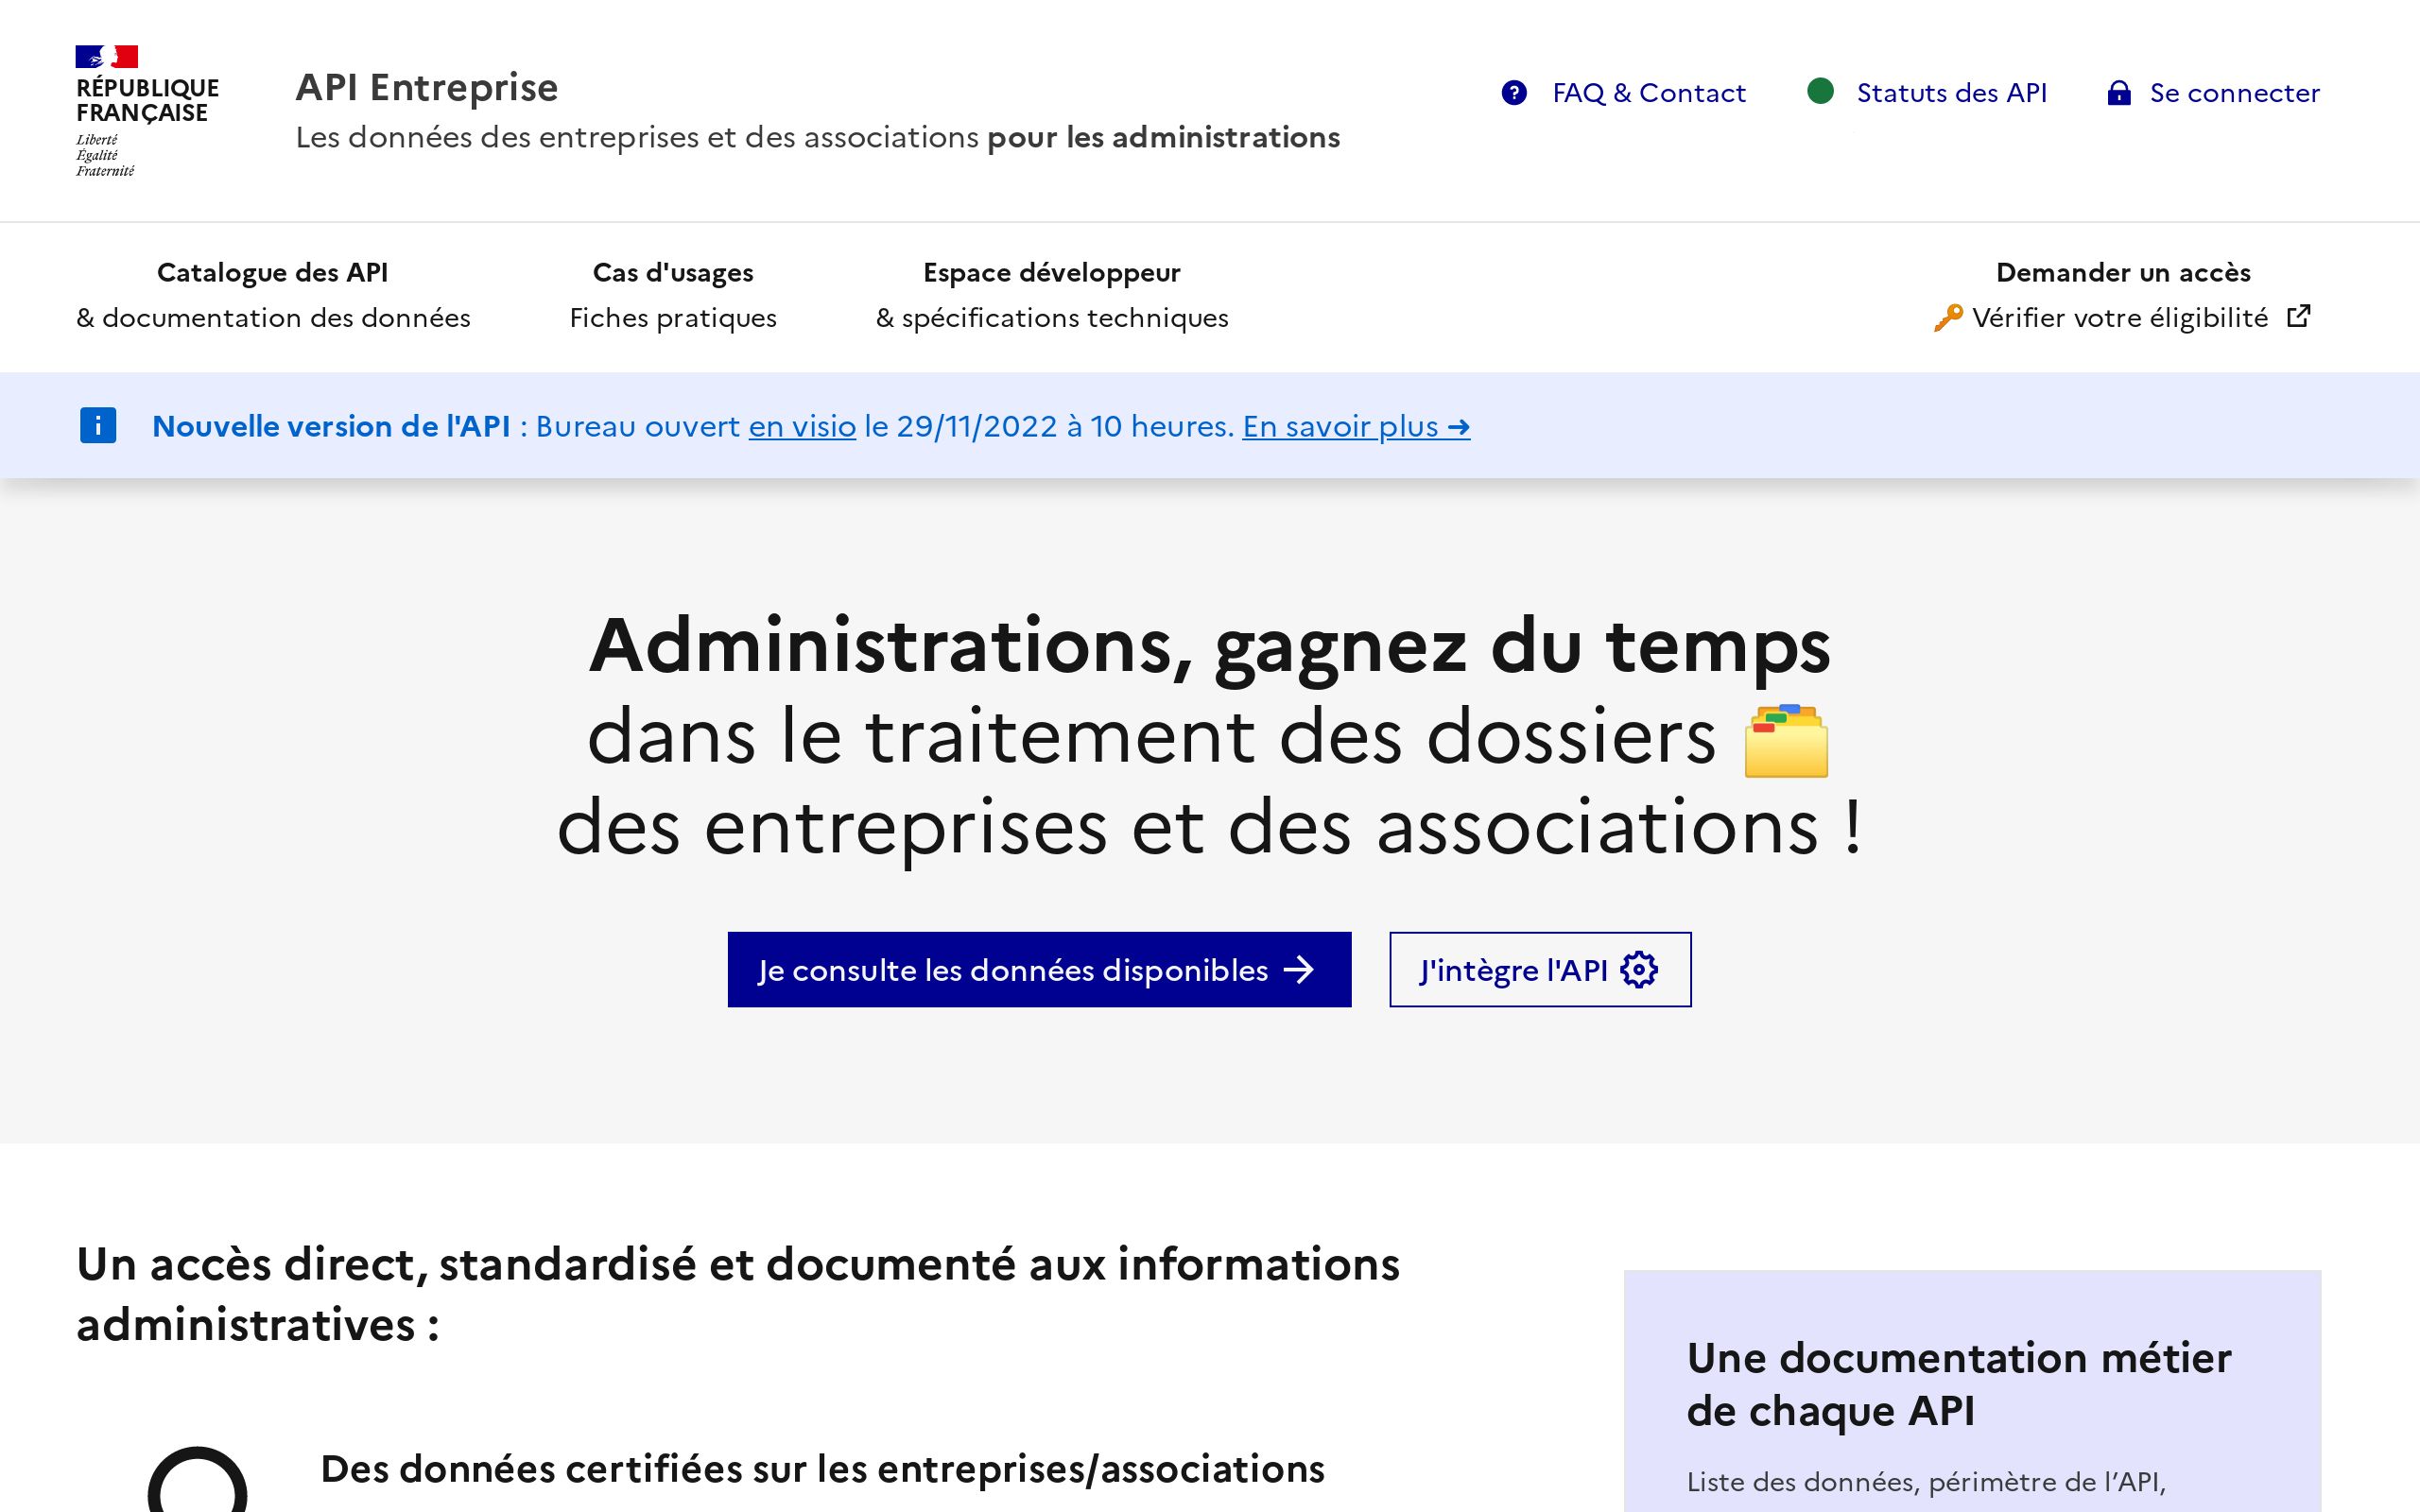 RÉPUBLIQUE
FRANÇAISE
Liberté
Égalité
Fraternité
API Entreprise
Les données des entreprises et des associations pour les administrations
FAQ & Contact
Statuts des API
Se connecter
Catalogue des API
& documentation des données
Cas d'usages
Fiches pratiques
Espace développeur
& spécifications techniques
Demander un accès
🔑 Vérifier votre éligibilité
Nouvelle version de l'API : Bureau ouvert en visio le 29/11/2022 à 10 heures. En savoir plus ➜
Administrations, gagnez du temps
dans le traitement des dossiers 🗂️
des entreprises et des associations !
Je consulte les données disponibles →
J'intègre l'API
Un accès direct, standardisé et documenté aux informations
administratives :
Des données certifiées sur les entreprises/associations
Une documentation métier
de chaque API
Liste des données, périmètre de l’API,